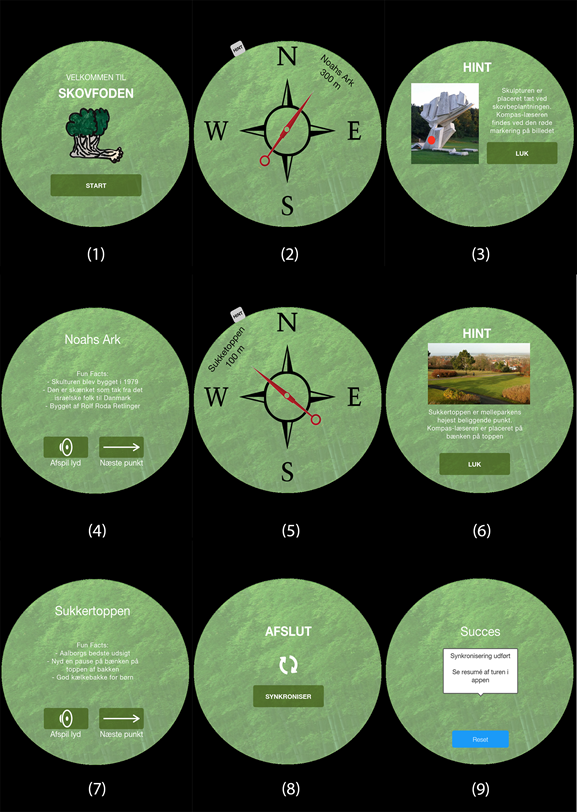 VELKOMMEN TIL
SKOVFODEN
START
(1)
HINT
Noahs Ark
300 m
N
W
E
S
(2)
HINT
Skulpturen er
placeret tæt ved
skovbeplantningen.
Kompas-læseren
findes ved den røde
markering på billedet
LUK
(3)
Noahs Ark
Fun Facts:
- Skulturen blev bygget i 1979
- Den er skænket som tak fra det
israelske folk til Danmark
- Bygget af Rolf Roda Reilinger
Afspil lyd
Næste punkt
(4)
HINT
Sukketoppen
100 m
N
W
E
S
(5)
HINT
Sukkertoppen er mølleparkens
højest beliggende punkt.
Kompas-læseren er placeret på
bænken på toppen
LUK
(6)
Sukkertoppen
Fun Facts:
- Aalborgs bedste udsigt
- Nyd en pause på bænken på
toppen af bakken
- God kælkebakke for børn
Afspil lyd
Næste punkt
(7)
AFSLUT
SYNKRONISER
(8)
Succes
Synkronisering udført
Se resumé af turen i
appen
Reset
(9)